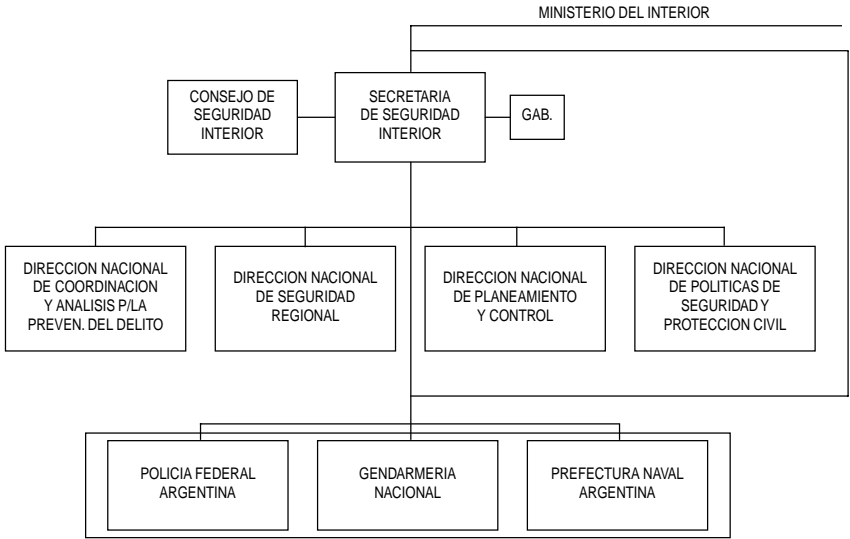 MINISTERIO DEL INTERIOR
CONSEJO DE
SEGURIDAD
INTERIOR
SECRETARIA
DE SEGURIDAD
INTERIOR
GAB.
DIRECCION NACIONAL
DE COORDINACION
Y ANALISIS P/LA
PREVEN. DEL DELITO
DIRECCION NACIONAL
DE SEGURIDAD
REGIONAL
DIRECCION NACIONAL
DE PLANEAMIENTO
Y CONTROL
DIRECCION NACIONAL
DE POLITICAS DE
SEGURIDAD Y
PROTECCION CIVIL
POLICIA FEDERAL
ARGENTINA
GENDARMERIA
NACIONAL
PREFECTURA NAVAL
ARGENTINA